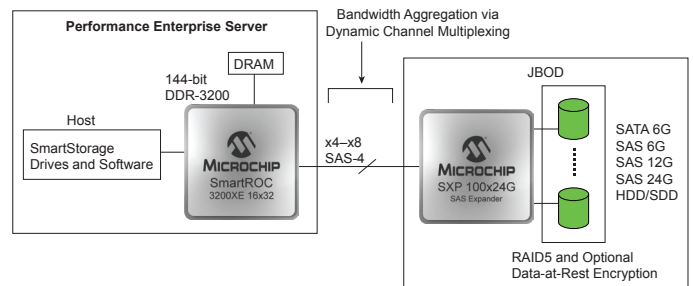 Bandwidth Aggregation via
Dynamic Channel Multiplexing
Performance Enterprise Server
DRAM
144-bit
DDR-3200
Host
SmartStorage
Drives and Software
MICROCHIP
SmartROC
3200XE 16x32
x4–x8
SAS-4
JBOD
MICROCHIP
SXP 100x24G
SAS Expander
SATA 6G
SAS 6G
SAS 12G
SAS 24G
HDD/SDD
RAID5 and Optional
Data-at-Rest Encryption